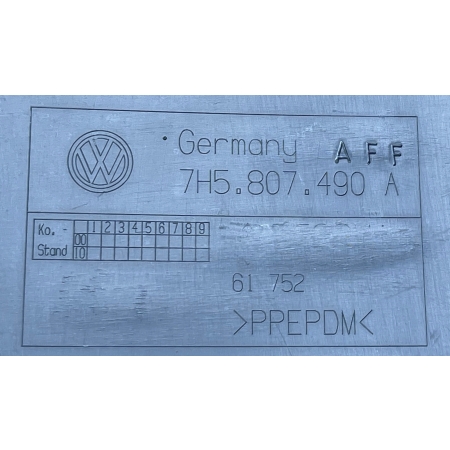 Germany AFF
7H5.807.490 A
Ko.- 1 2 3 4 5 6 7 8 9
Stand 00
10
61 752
>PPEPDM<